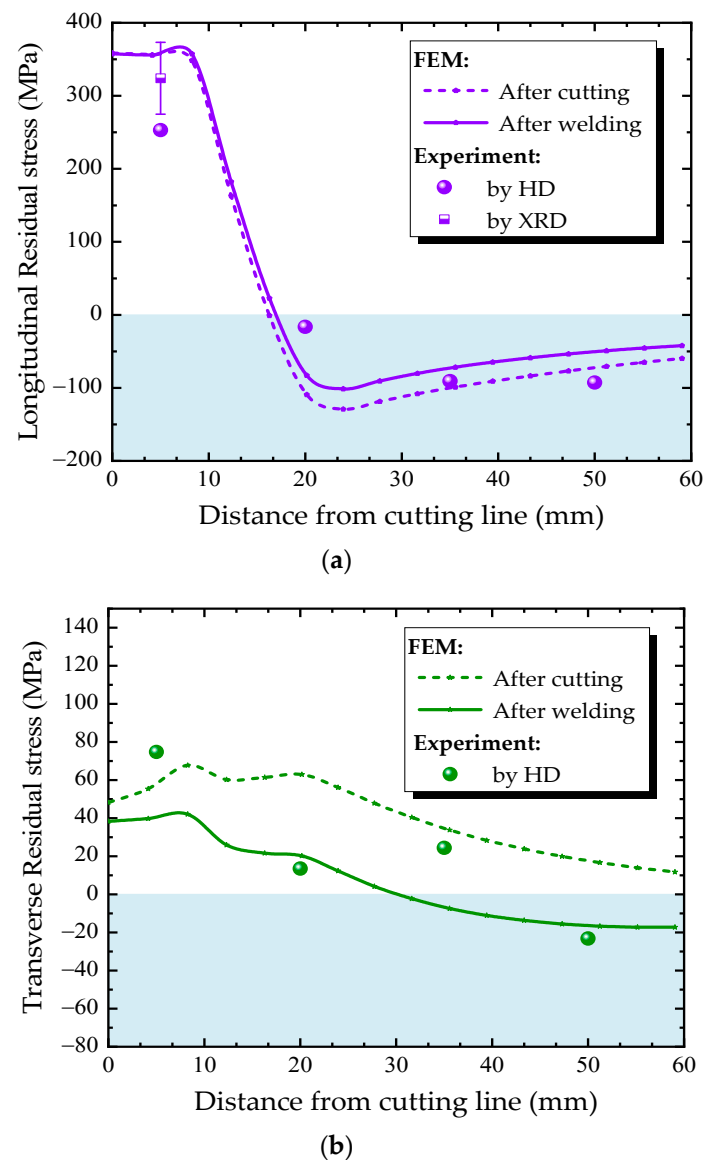 Longitudinal Residual stress (MPa)
400
300
200
100
0
−100
−200
FEM:
After cutting
After welding
Experiment:
by HD
by XRD
0 10 20 30 40 50 60
Distance from cutting line (mm)
(a)
Transverse Residual stress (MPa)
140
120
100
80
60
40
20
0
−20
−40
−60
−80
FEM:
After cutting
After welding
Experiment:
by HD
0 10 20 30 40 50 60
Distance from cutting line (mm)
(b)